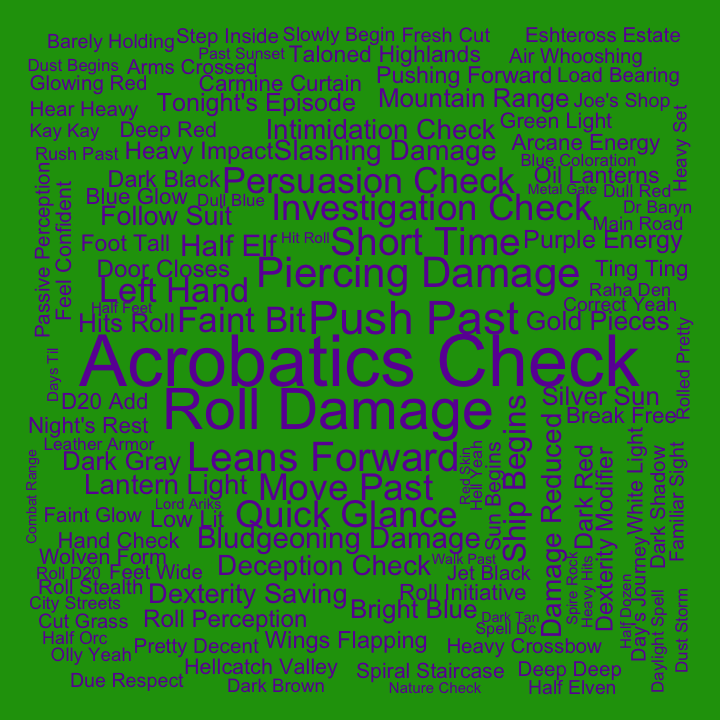 Barely Holding
Step Inside
Slowly Begin
Fresh Cut
Eshteross Estate
Past Sunset
Taloned Highlands
Air Whooshing
Dust Begins
Arms Crossed
Glowing Red
Carmine Curtain
Pushing Forward
Load Bearing
Hear Heavy
Tonight's Episode
Mountain Range
Joe's Shop
Kay Kay
Deep Red
Intimidation Check
Green Light
Heavy Set
Rush Past
Heavy Impact
Slashing Damage
Arcane Energy
Blue Coloration
Dark Black
Persuasion Check
Oil Lanterns
Metal Gate
Dull Red
Blue Glow
Dull Blue
Investigation Check
Dr Baryn
Passive Perception
Feel Confident
Follow Suit
Main Road
Foot Tall
Half Elf
Hit Roll
Short Time
Purple Energy
Door Closes
Piercing Damage
Ting Ting
Left Hand
Raha Den
Half Feet
Correct Yeah
Hits Roll
Faint Bit
Push Past
Gold Pieces
Acrobatics Check
Days Til
Rolled Pretty
D20 Add
Roll Damage
Silver Sun
Break Free
Night's Rest
Leather Armor
Dark Gray
Leans Forward
Red Skin
Hell Yeah
Sun Begins
Ship Begins
Damage Reduced
Dark Red
Dexterity Modifier
White Light
Dark Shadow
Familiar Sight
Combat Range
Lantern Light
Move Past
Lord Ariks
Faint Glow
Low Lit
Quick Glance
Hand Check
Bludgeoning Damage
Wolven Form
Deception Check
Walk Past
Roll D20
Feet Wide
Jet Black
Spire Rock
Heavy Hits
Half Dozen
Day's Journey
Daylight Spell
Dust Storm
Roll Stealth
Dexterity Saving
Roll Initiative
City Streets
Bright Blue
Cut Grass
Roll Perception
Dark Tan
Spell Dc
Half Orc
Pretty Decent
Wings Flapping
Heavy Crossbow
Olly Yeah
Hellcatch Valley
Spiral Staircase
Deep Deep
Due Respect
Dark Brown
Nature Check
Half Elven